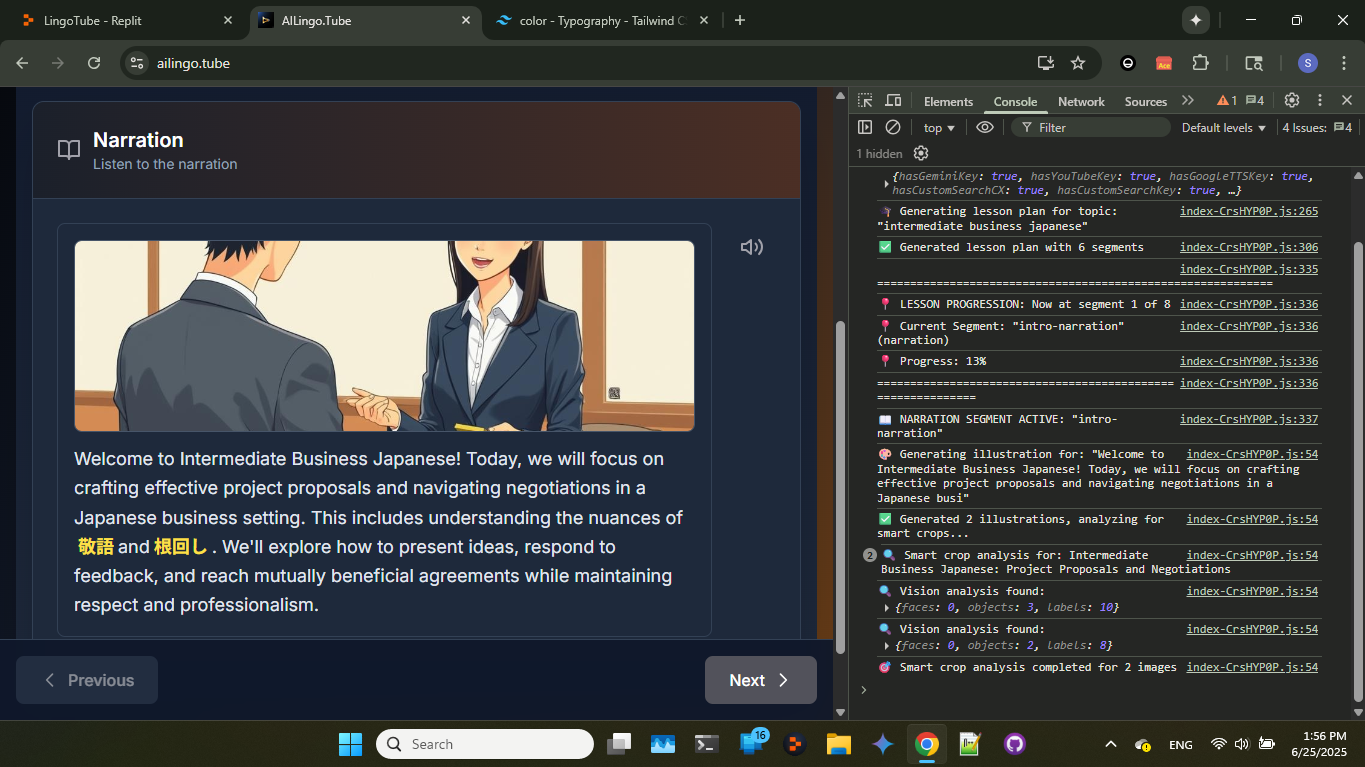 LingoTube - Replit
AILingo.Tube
color - Typography - Tailwind C
ailingo.tube
Ace
S
Narration
Listen to the narration
Welcome to Intermediate Business Japanese! Today, we will focus on
crafting effective project proposals and navigating negotiations in a
Japanese business setting. This includes understanding the nuances of
敬語 and 根回し . We'll explore how to present ideas, respond to
feedback, and reach mutually beneficial agreements while maintaining
respect and professionalism.
Previous
Next
Elements Console Network Sources 1 4
top Filter Default levels 4 Issues: 4
1 hidden
{hasGeminiKey: true, hasYouTubeKey: true, hasGoogleTTSKey: true,
hasCustomSearchCX: true, hasCustomSearchKey: true, …}
Generating lesson plan for topic: index-CrsHYP0P.js:265
"intermediate business japanese"
Generated lesson plan with 6 segments index-CrsHYP0P.js:306
index-CrsHYP0P.js:335
============================================================
LESSON PROGRESSION: Now at segment 1 of 8 index-CrsHYP0P.js:336
Current Segment: "intro-narration" index-CrsHYP0P.js:336
(narration)
Progress: 13% index-CrsHYP0P.js:336
============================================= index-CrsHYP0P.js:336
===============
NARRATION SEGMENT ACTIVE: "intro- index-CrsHYP0P.js:337
narration"
Generating illustration for: "Welcome to index-CrsHYP0P.js:54
Intermediate Business Japanese! Today, we will focus on crafting
effective project proposals and navigating negotiations in a
Japanese busi"
Generated 2 illustrations, analyzing for index-CrsHYP0P.js:54
smart crops...
2 Smart crop analysis for: Intermediate index-CrsHYP0P.js:54
Business Japanese: Project Proposals and Negotiations
Vision analysis found: index-CrsHYP0P.js:54
{faces: 0, objects: 3, labels: 10}
Vision analysis found: index-CrsHYP0P.js:54
{faces: 0, objects: 2, labels: 8}
Smart crop analysis completed for 2 images index-CrsHYP0P.js:54
Search
16
ENG
1:56 PM
6/25/2025